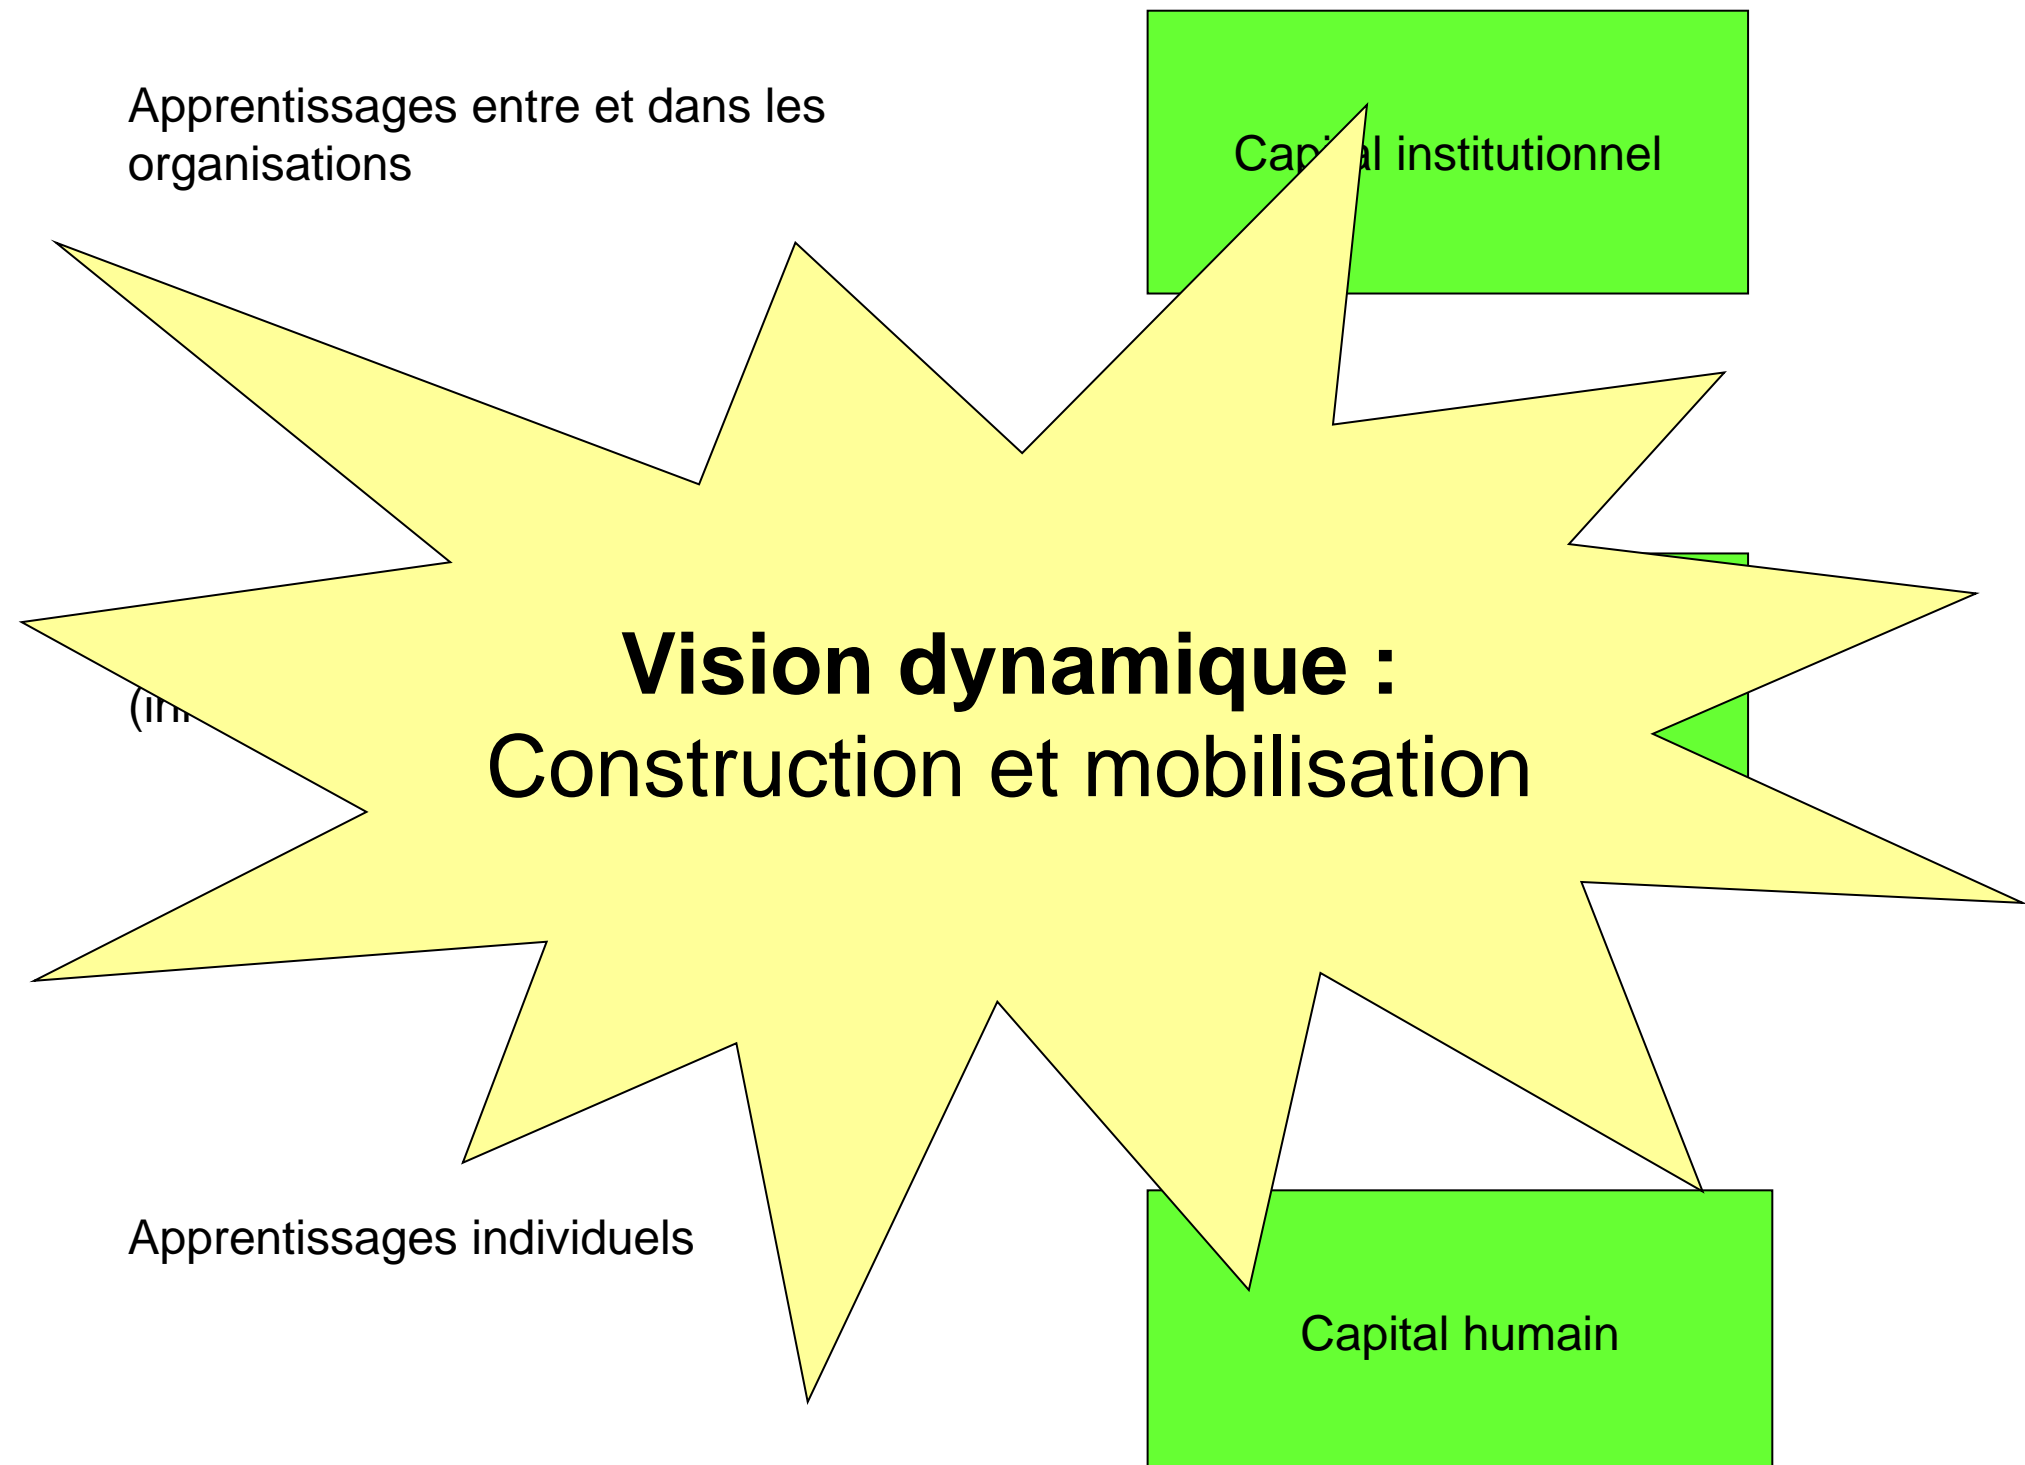 Apprentissages entre et dans les
organisations
Capital institutionnel
Vision dynamique :
Construction et mobilisation
Apprentissages individuels
Capital humain